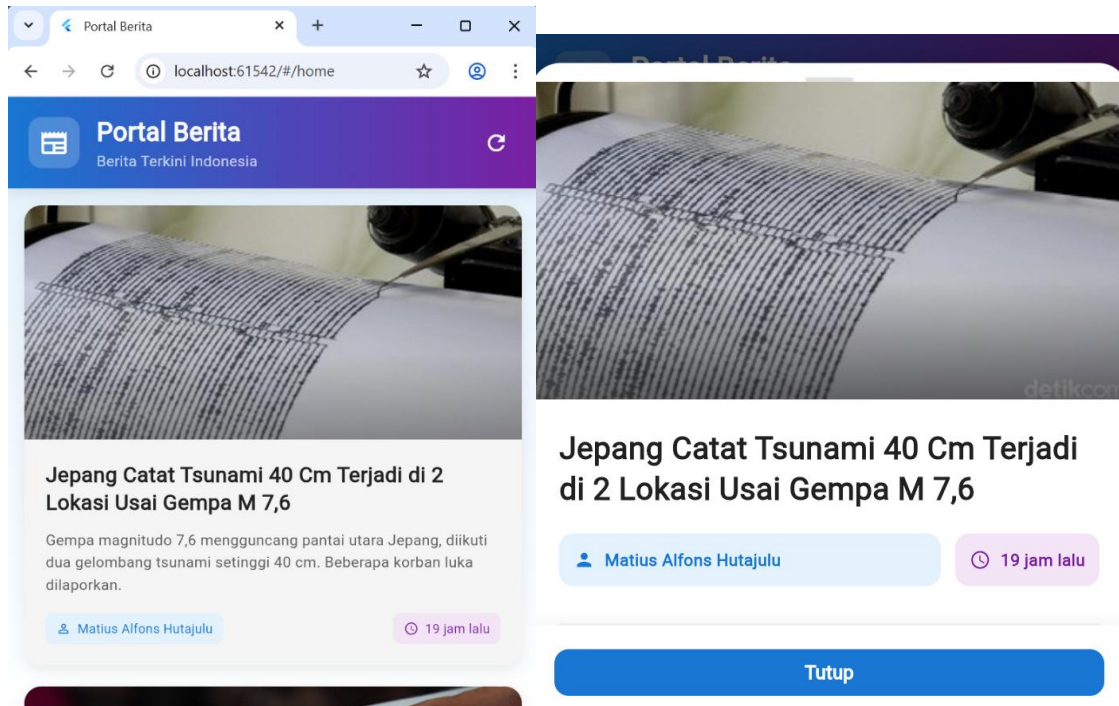 Portal Berita
localhost:61542/#/home
Portal Berita
Berita Terkini Indonesia
Jepang Catat Tsunami 40 Cm Terjadi di 2
Lokasi Usai Gempa M 7,6
Gempa magnitudo 7,6 mengguncang pantai utara Jepang, diikuti
dua gelombang tsunami setinggi 40 cm. Beberapa korban luka
dilaporkan.
Matius Alfons Hutajulu
19 jam lalu
Portal Berita
detikcom
Jepang Catat Tsunami 40 Cm Terjadi
di 2 Lokasi Usai Gempa M 7,6
Matius Alfons Hutajulu
19 jam lalu
Tutup